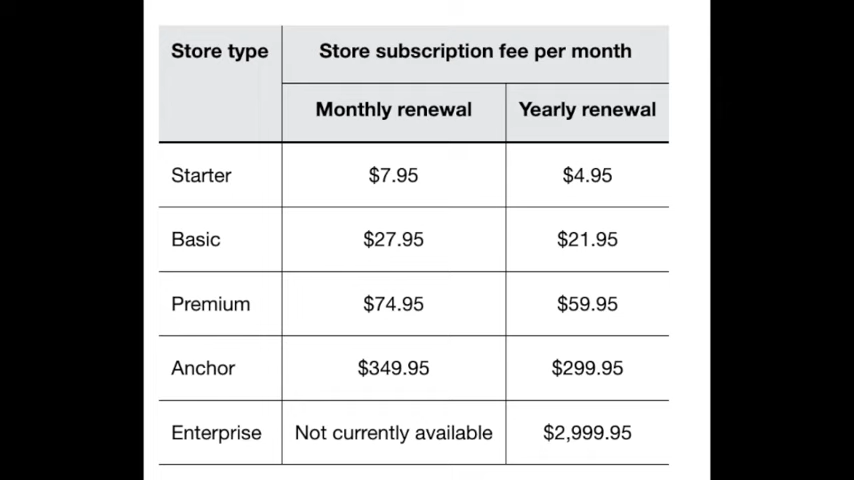 Store type Store subscription fee per month
Monthly renewal Yearly renewal
Starter $7.95 $4.95
Basic $27.95 $21.95
Premium $74.95 $59.95
Anchor $349.95 $299.95
Enterprise Not currently available $2,999.95